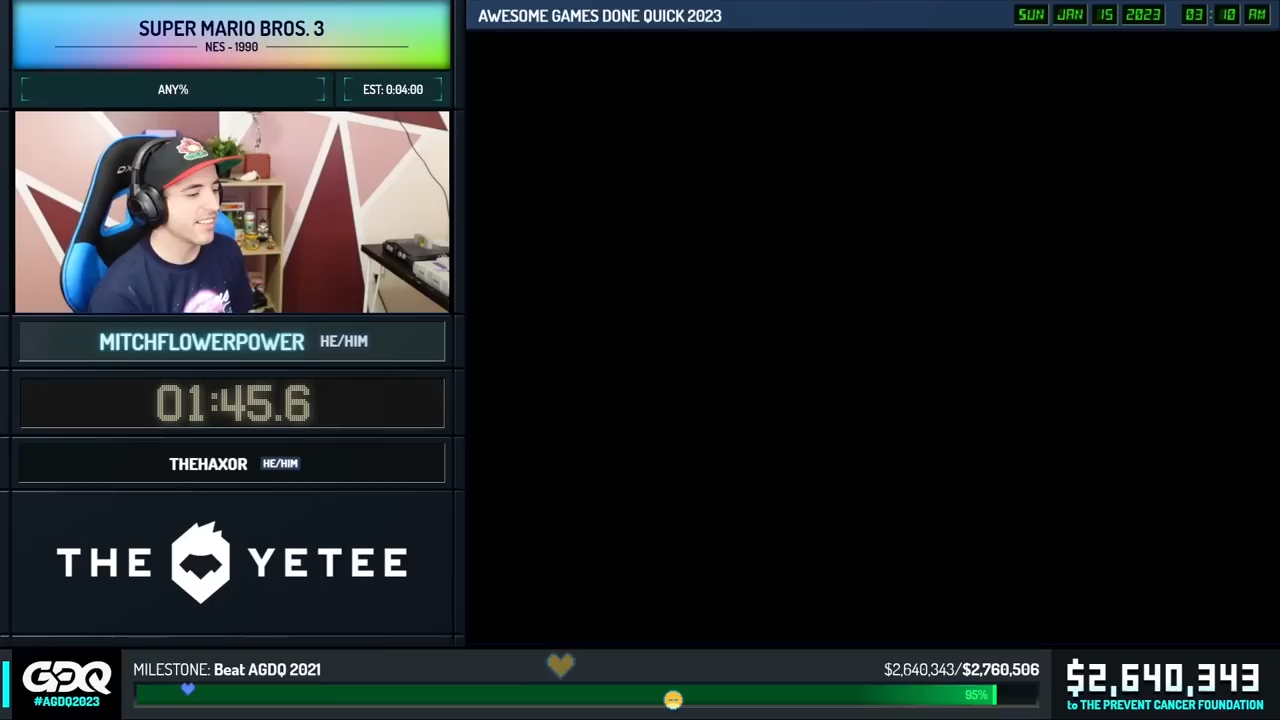 SUPER MARIO BROS. 3
NES - 1990
ANY%
EST: 0:04:00
AWESOME GAMES DONE QUICK 2023
SUN JAN 15 2023 03:10 AM
MITCHFLOWERPOWER HE/HIM
01:45.6
THEHAXOR HE/HIM
THE YETEE
GDQ
#AGDQ2023
MILESTONE: Beat AGDQ 2021
$2,640,343/$2,760,506
95%
$2,640,343
to THE PREVENT CANCER FOUNDATION